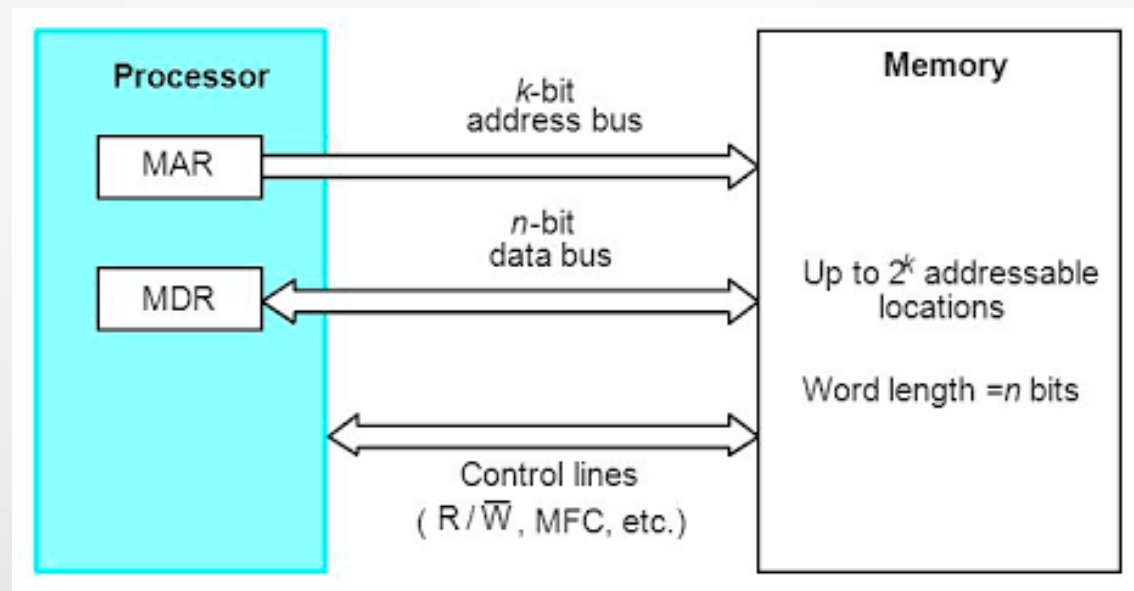 Processor
MAR
MDR
k-bit
address bus
n-bit
data bus
Control lines
( R / W̅ , MFC, etc.)
Memory
Up to 2ᵏ addressable
locations
Word length =n bits